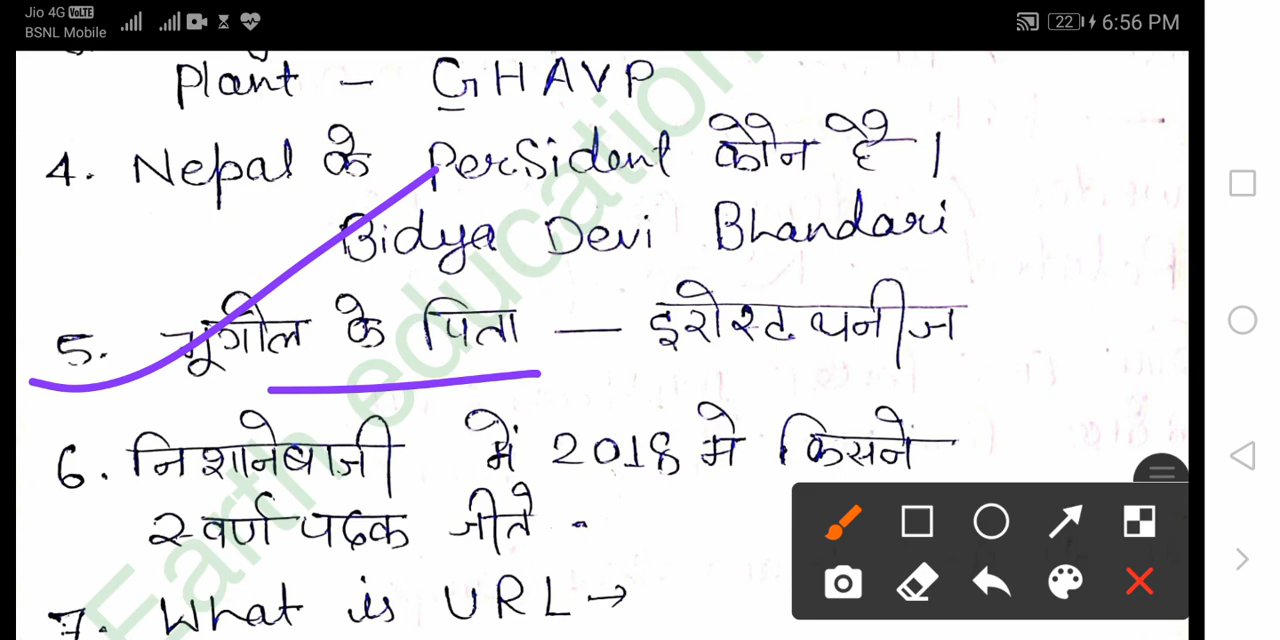 Jio 4G VoLTE
BSNL Mobile
22
6:56 PM
Plant – GHAVP
4. Nepal के Persident कौन है ।
Bidya Devi Bhandari
5. भूगोल के पिता — इरोस्ट थनीज
6. निशानेबाजी में 2018 मे किसने
स्वर्ण पदक जीते .
7. What is URL →
Earth education